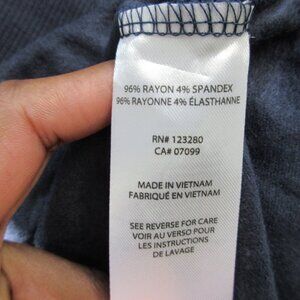 96% RAYON 4% SPANDEX
96% RAYONNE 4% ÉLASTHANNE
RN# 123280
CA# 07099
MADE IN VIETNAM
FABRIQUÉ EN VIETNAM
SEE REVERSE FOR CARE
VOIR AU VERSO POUR
LES INSTRUCTIONS
DE LAVAGE